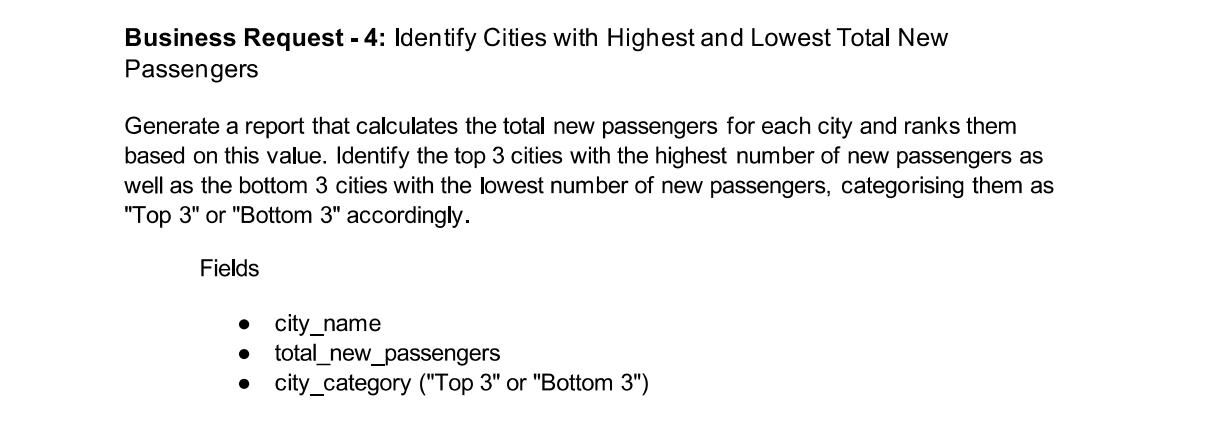 Business Request - 4: Identify Cities with Highest and Lowest Total New
Passengers
Generate a report that calculates the total new passengers for each city and ranks them
based on this value. Identify the top 3 cities with the highest number of new passengers as
well as the bottom 3 cities with the lowest number of new passengers, categorising them as
"Top 3" or "Bottom 3" accordingly.
Fields
● city_name
● total_new_passengers
● city_category ("Top 3" or "Bottom 3")